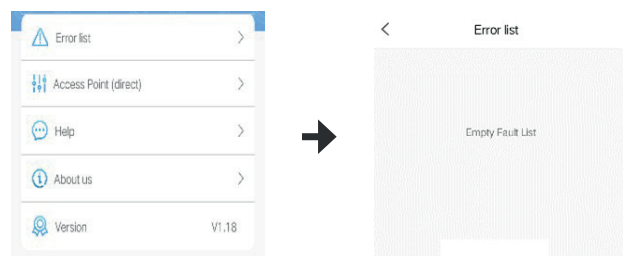 Error list
Access Point (direct)
Help
About us
Version V1.18
Error list
Empty Fault List